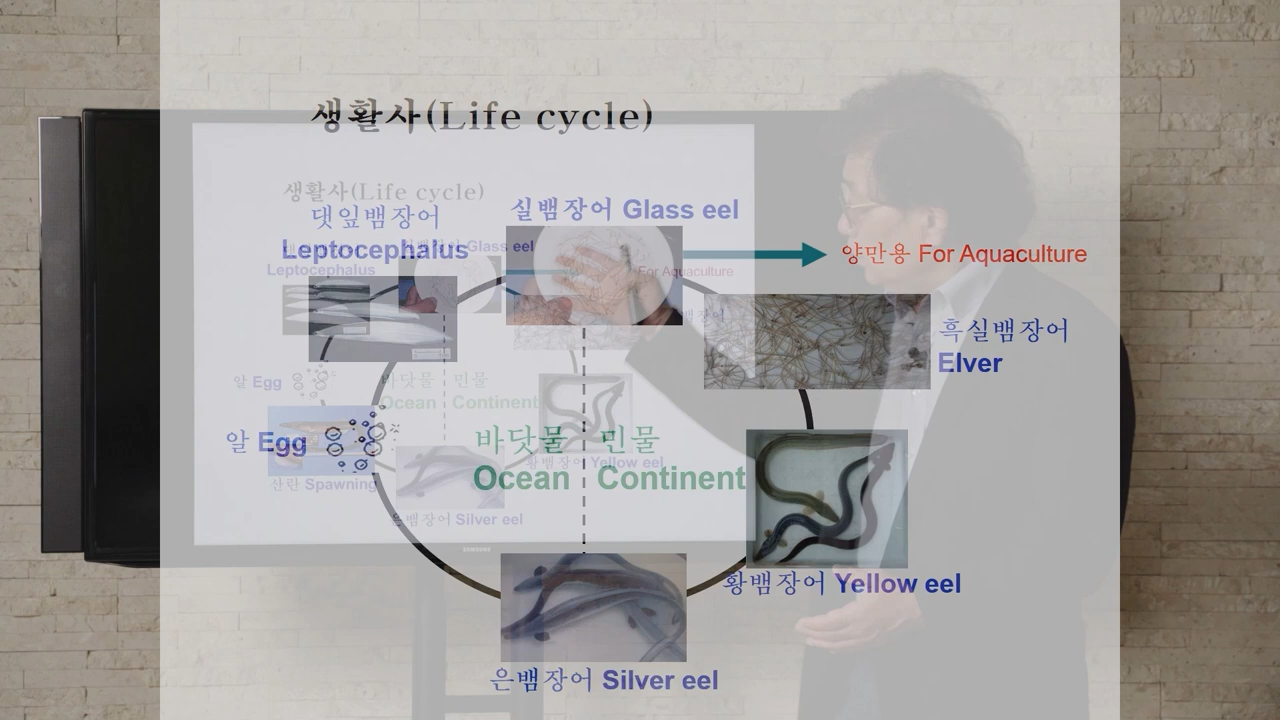 생활사(Life cycle)
댓잎뱀장어
Leptocephalus
실뱀장어 Glass eel
양만용 For Aquaculture
흑실뱀장어
Elver
알 Egg
바닷물 민물
Ocean Continent
황뱀장어 Yellow eel
은뱀장어 Silver eel
생활사(Life cycle)
Leptocephalus
Glass eel
For Aquaculture
알 Egg
바닷물 민물
Ocean Continent
황뱀장어 Yellow eel
산란 Spawning
은뱀장어 Silver eel
SAMSUNG